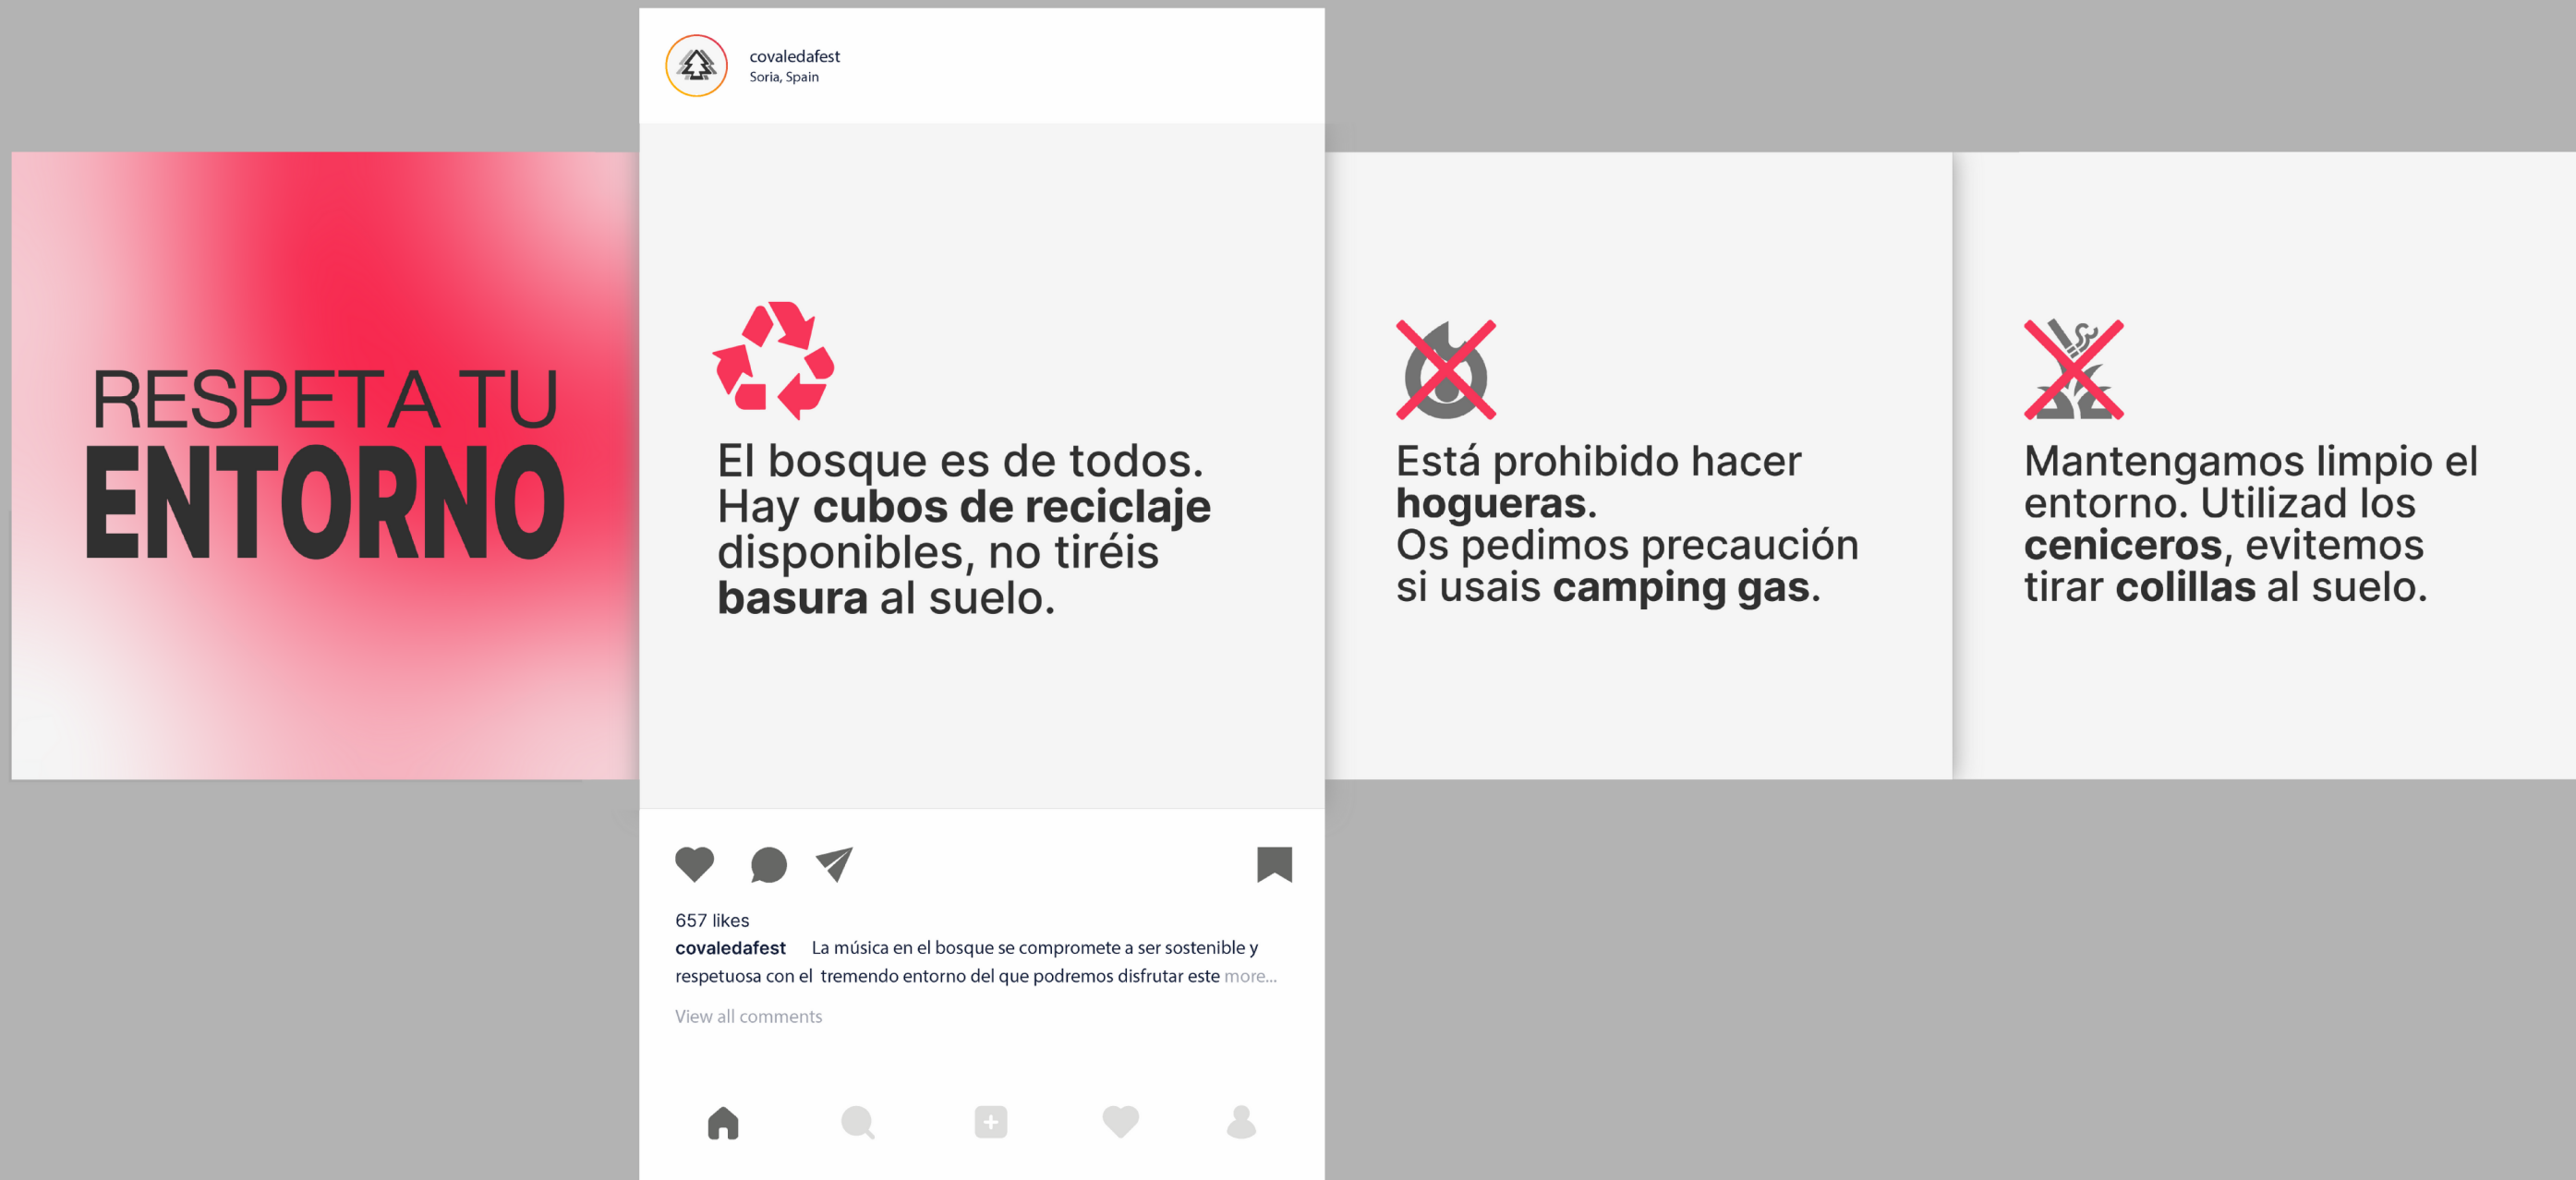 RESPETA TU
ENTORNO
covaledafest
Soria, Spain
El bosque es de todos.
Hay cubos de reciclaje
disponibles, no tiréis
basura al suelo.
657 likes
covaledafest La música en el bosque se compromete a ser sostenible y
respetuosa con el tremendo entorno del que podremos disfrutar este more...
View all comments
Está prohibido hacer
hogueras.
Os pedimos precaución
si usais camping gas.
Mantengamos limpio el
entorno. Utilizad los
ceniceros, evitemos
tirar colillas al suelo.